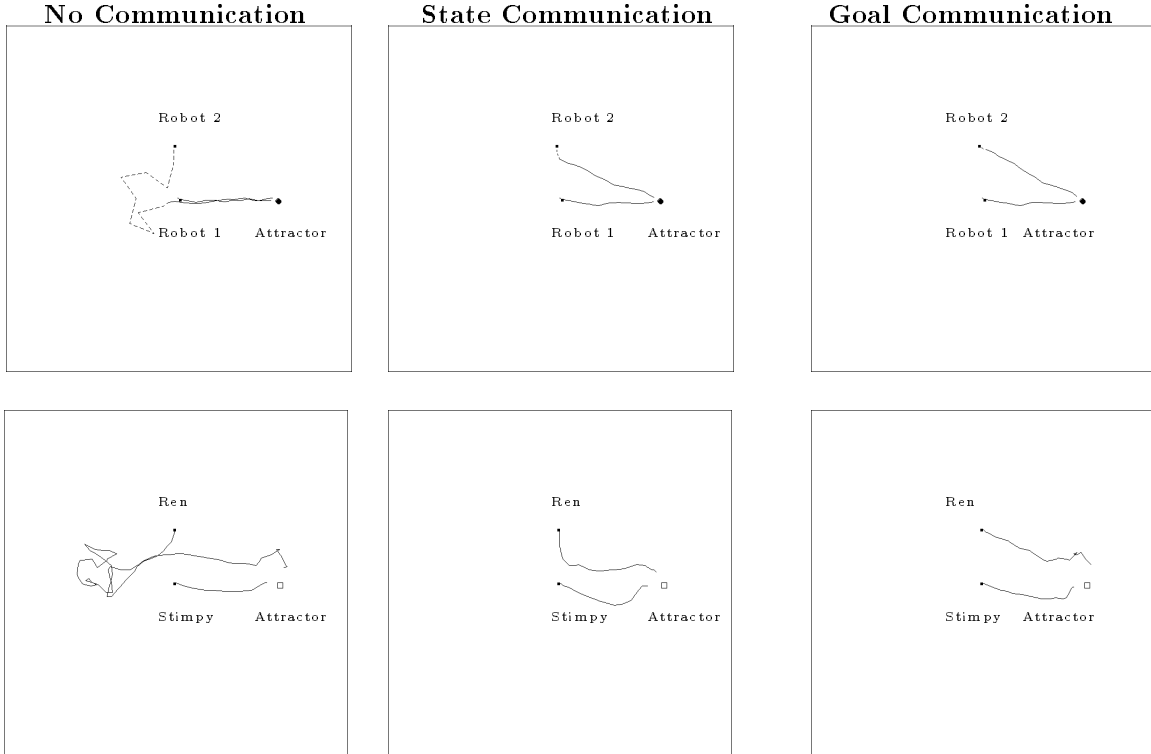 No Communication
State Communication
Goal Communication
Robot 2
Robot 2
Robot 2
Robot 1 Attractor
Robot 1 Attractor
Robot 1 Attractor
Ren
Ren
Ren
Stimpy Attractor
Stimpy Attractor
Stimpy Attractor